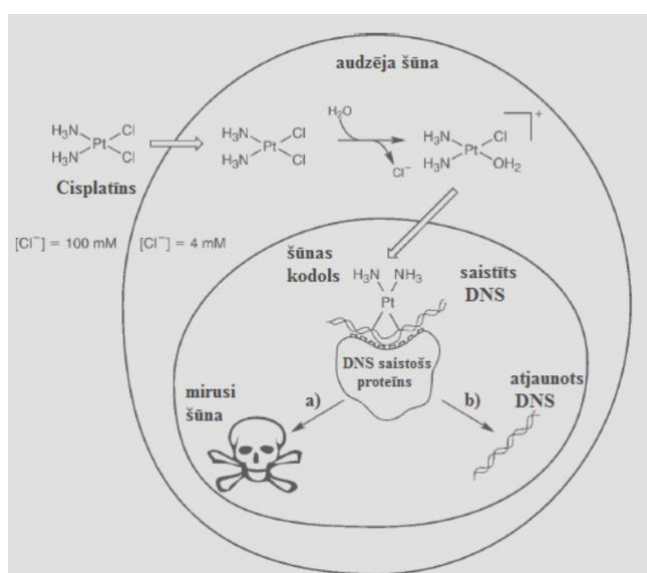 audzēja šūna
H₃N Cl
Pt
H₃N Cl
Cisplatīns
H₃N Cl
Pt
H₃N Cl
H₂O
Cl⁻
H₃N Cl
Pt
H₃N OH₂
+
[Cl⁻] = 100 mM
[Cl⁻] = 4 mM
šūnas
kodols
H₃N NH₃
Pt
saistīts
DNS
DNS saistošs
proteīns
mirusi
šūna
a)
b)
atjaunots
DNS